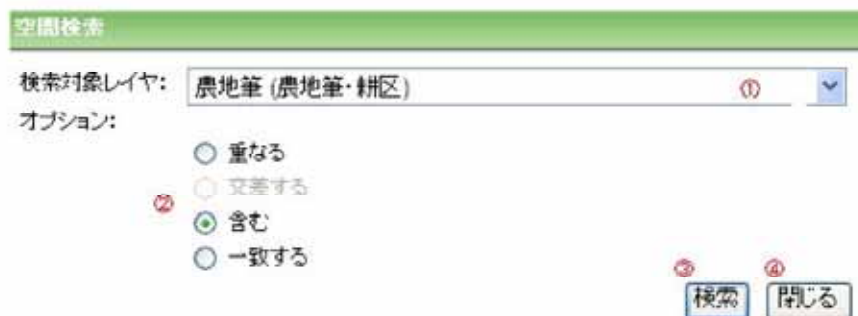 空間検索
検索対象レイヤ: 農地筆 (農地筆・耕区) ①
オプション:
重なる
交差する
②
含む
一致する
③ ④
検索 閉じる